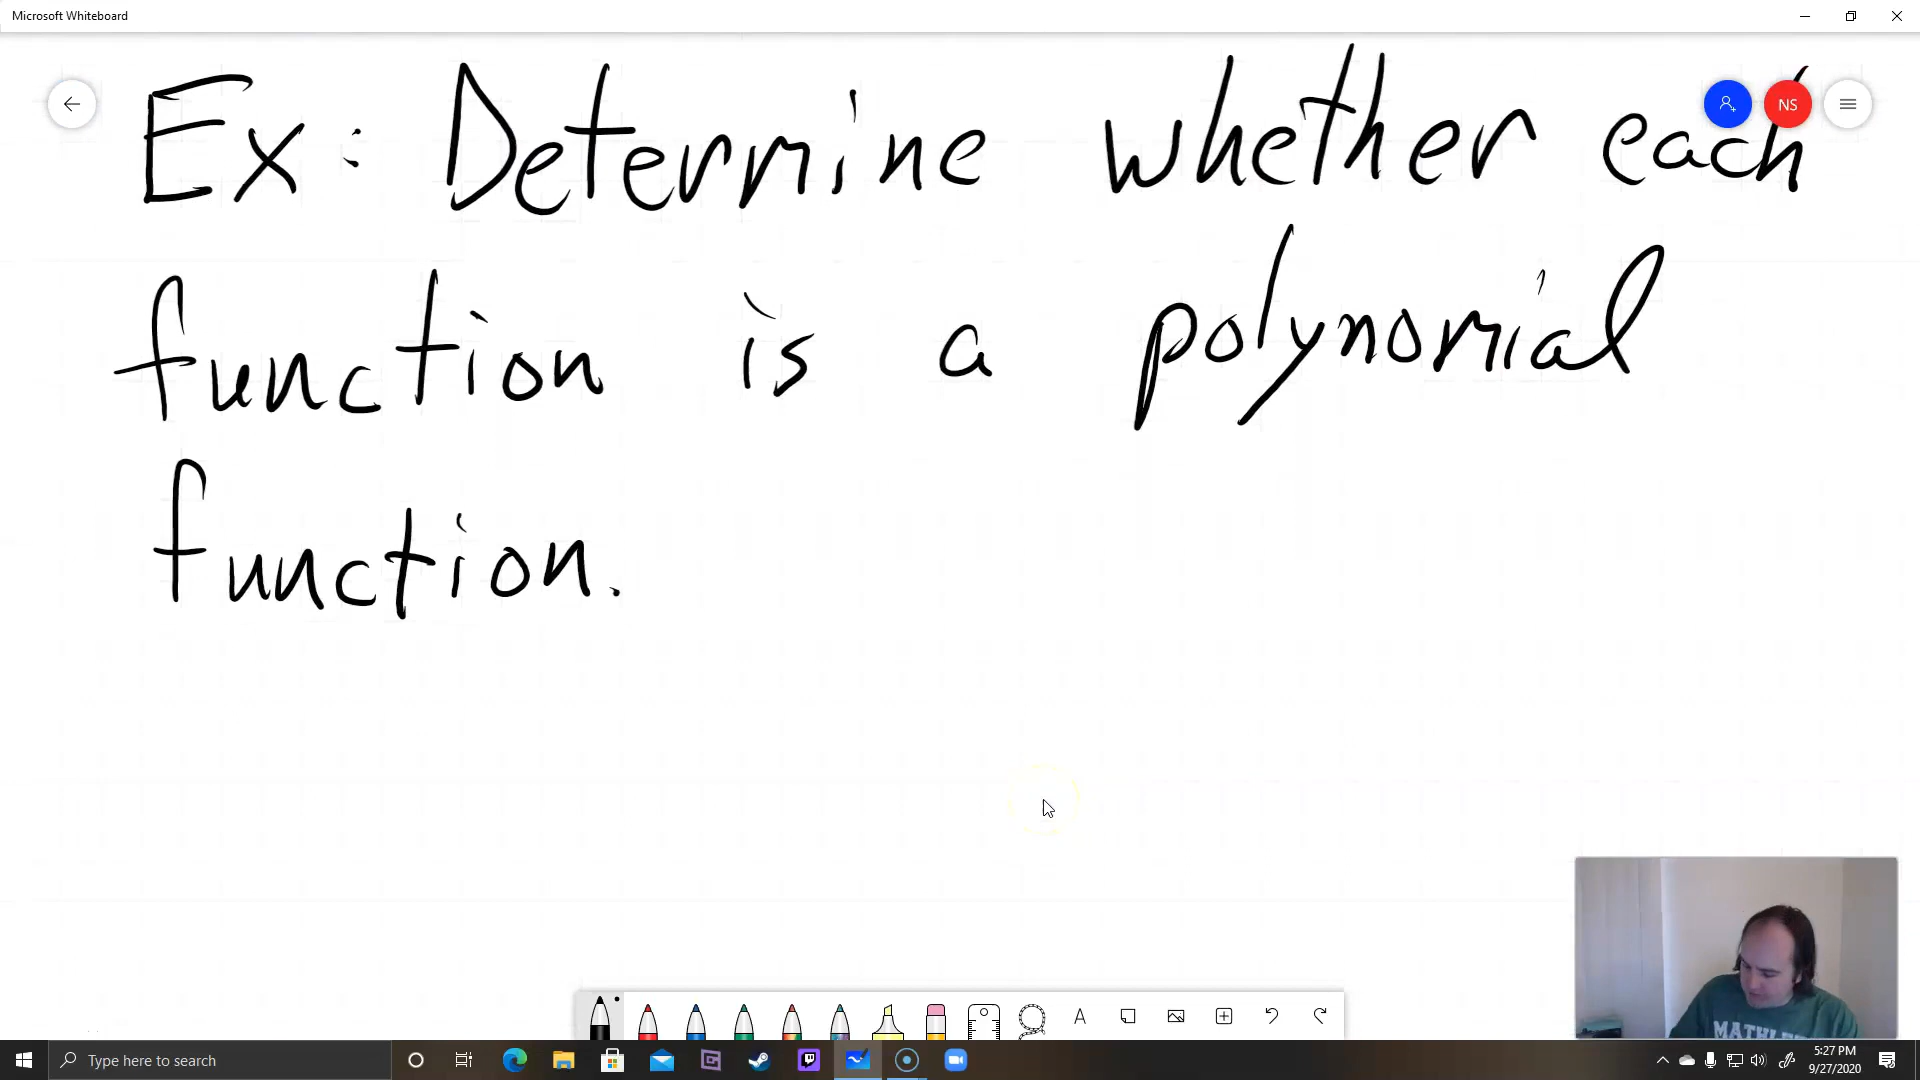 Microsoft Whiteboard
Ex: Determine whether each
NS
function is a polynomial
function.
MATHLE
A
Type here to search
5:27 PM
9/27/2020